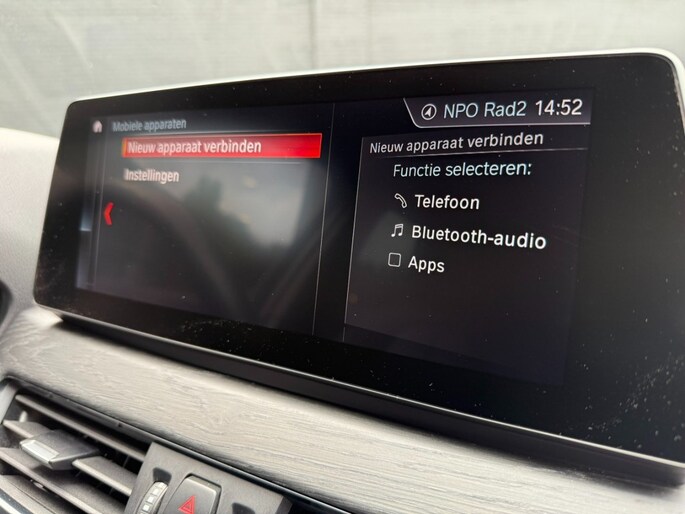 NPO Rad2 14:52
Mobiele apparaten
Nieuw apparaat verbinden
Instellingen
Nieuw apparaat verbinden
Functie selecteren:
Telefoon
Bluetooth-audio
Apps